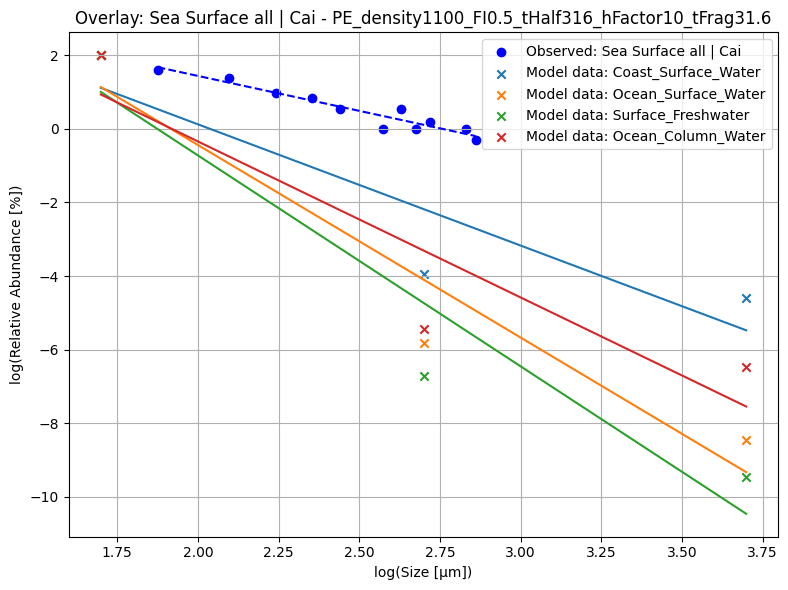 Overlay: Sea Surface all | Cai - PE_density1100_FI0.5_tHalf316_hFactor10_tFrag31.6
Observed: Sea Surface all | Cai
Model data: Coast_Surface_Water
Model data: Ocean_Surface_Water
Model data: Surface_Freshwater
Model data: Ocean_Column_Water
log(Relative Abundance [%])
2
0
−2
−4
−6
−8
−10
1.75 2.00 2.25 2.50 2.75 3.00 3.25 3.50 3.75
log(Size [μm])